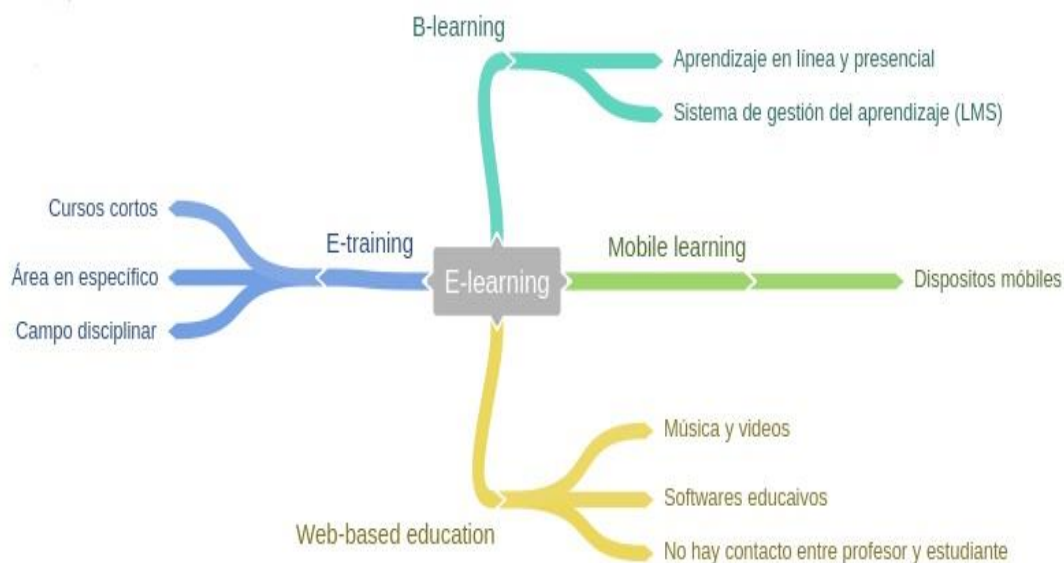 B-learning
Aprendizaje en línea y presencial
Sistema de gestión del aprendizaje (LMS)
Cursos cortos
E-training
Área en específico
Campo disciplinar
E-learning
Mobile learning
Dispositos móbiles
Música y videos
Softwares educaivos
Web-based education
No hay contacto entre profesor y estudiante